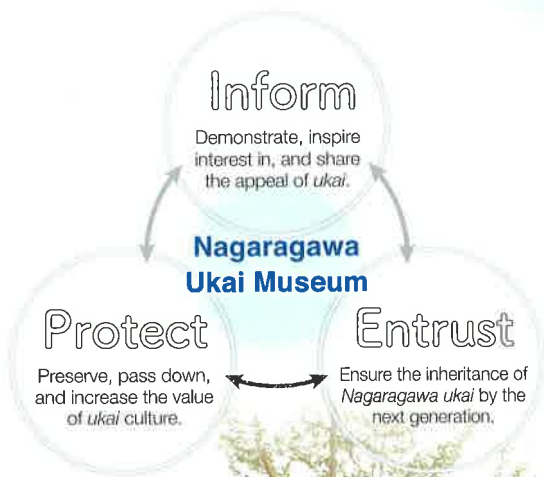 Inform
Demonstrate, inspire
interest in, and share
the appeal of ukai.
Nagaragawa
Ukai Museum
Protect
Preserve, pass down,
and increase the value
of ukai culture.
Entrust
Ensure the inheritance of
Nagaragawa ukai by the
next generation.